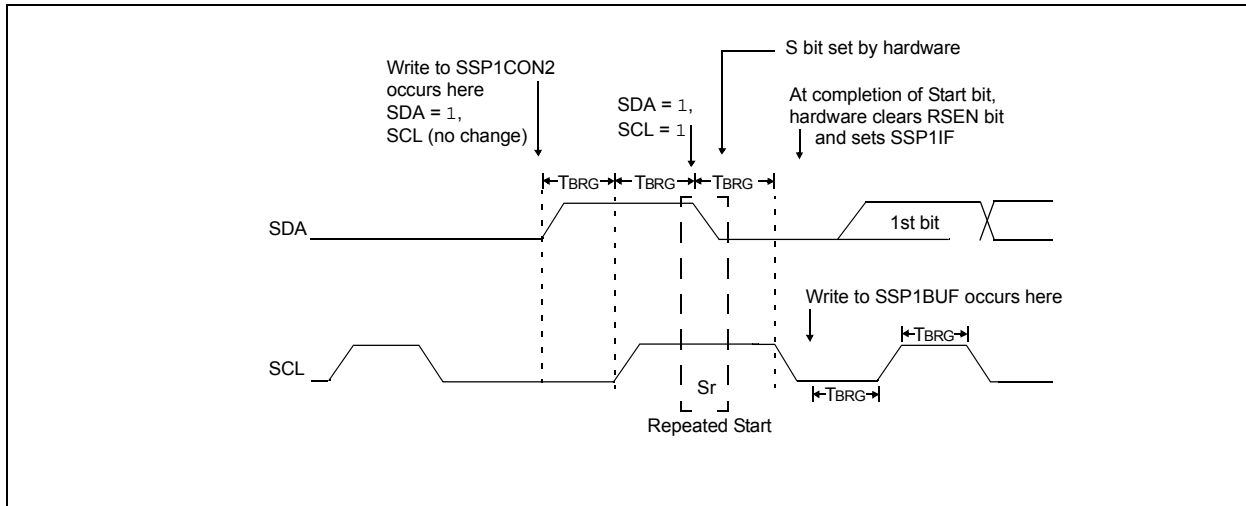 S bit set by hardware
Write to SSP1CON2
occurs here
SDA = 1,
SCL (no change)
SDA = 1,
SCL = 1
At completion of Start bit,
hardware clears RSEN bit
and sets SSP1IF
TBRG TBRG TBRG
SDA
1st bit
Write to SSP1BUF occurs here
TBRG
SCL
Sr
TBRG
Repeated Start